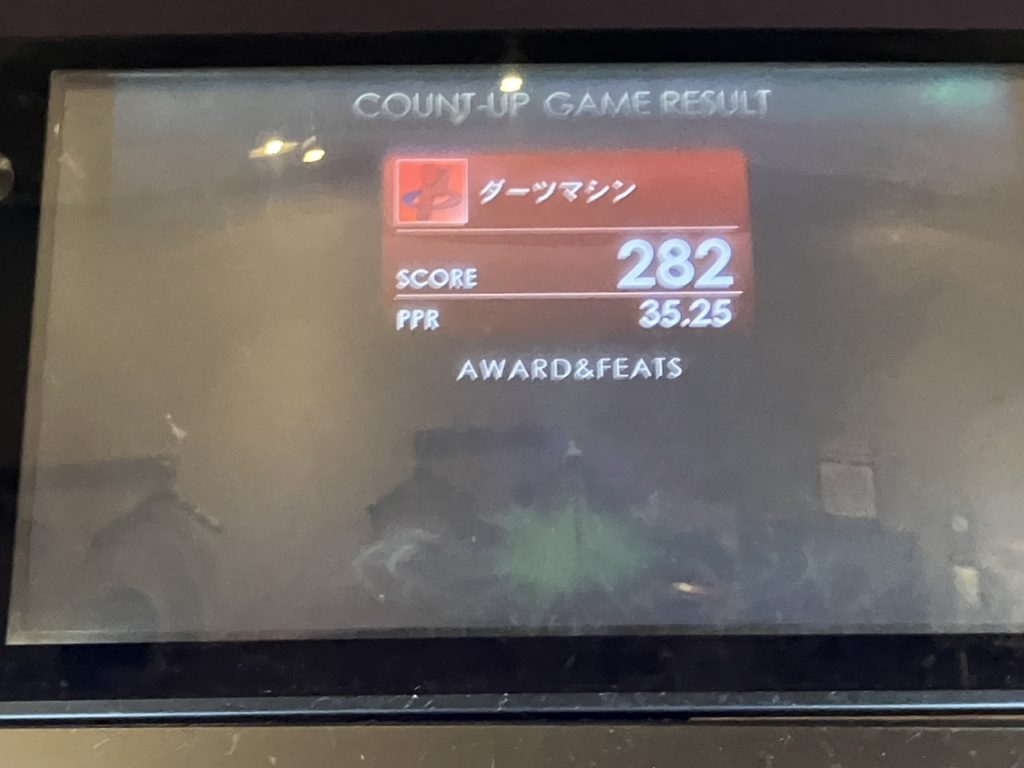 COUNT-UP GAME RESULT
ダーツマシン
SCORE 282
PPR 35.25
AWARD&FEATS